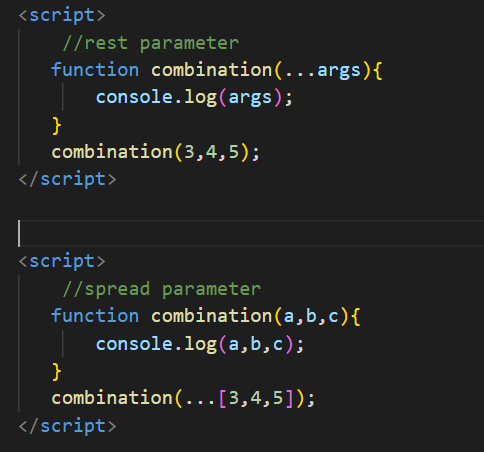 <script>
//rest parameter
function combination(...args){
console.log(args);
}
combination(3,4,5);
</script>
<script>
//spread parameter
function combination(a,b,c){
console.log(a,b,c);
}
combination(...[3,4,5]);
</script>